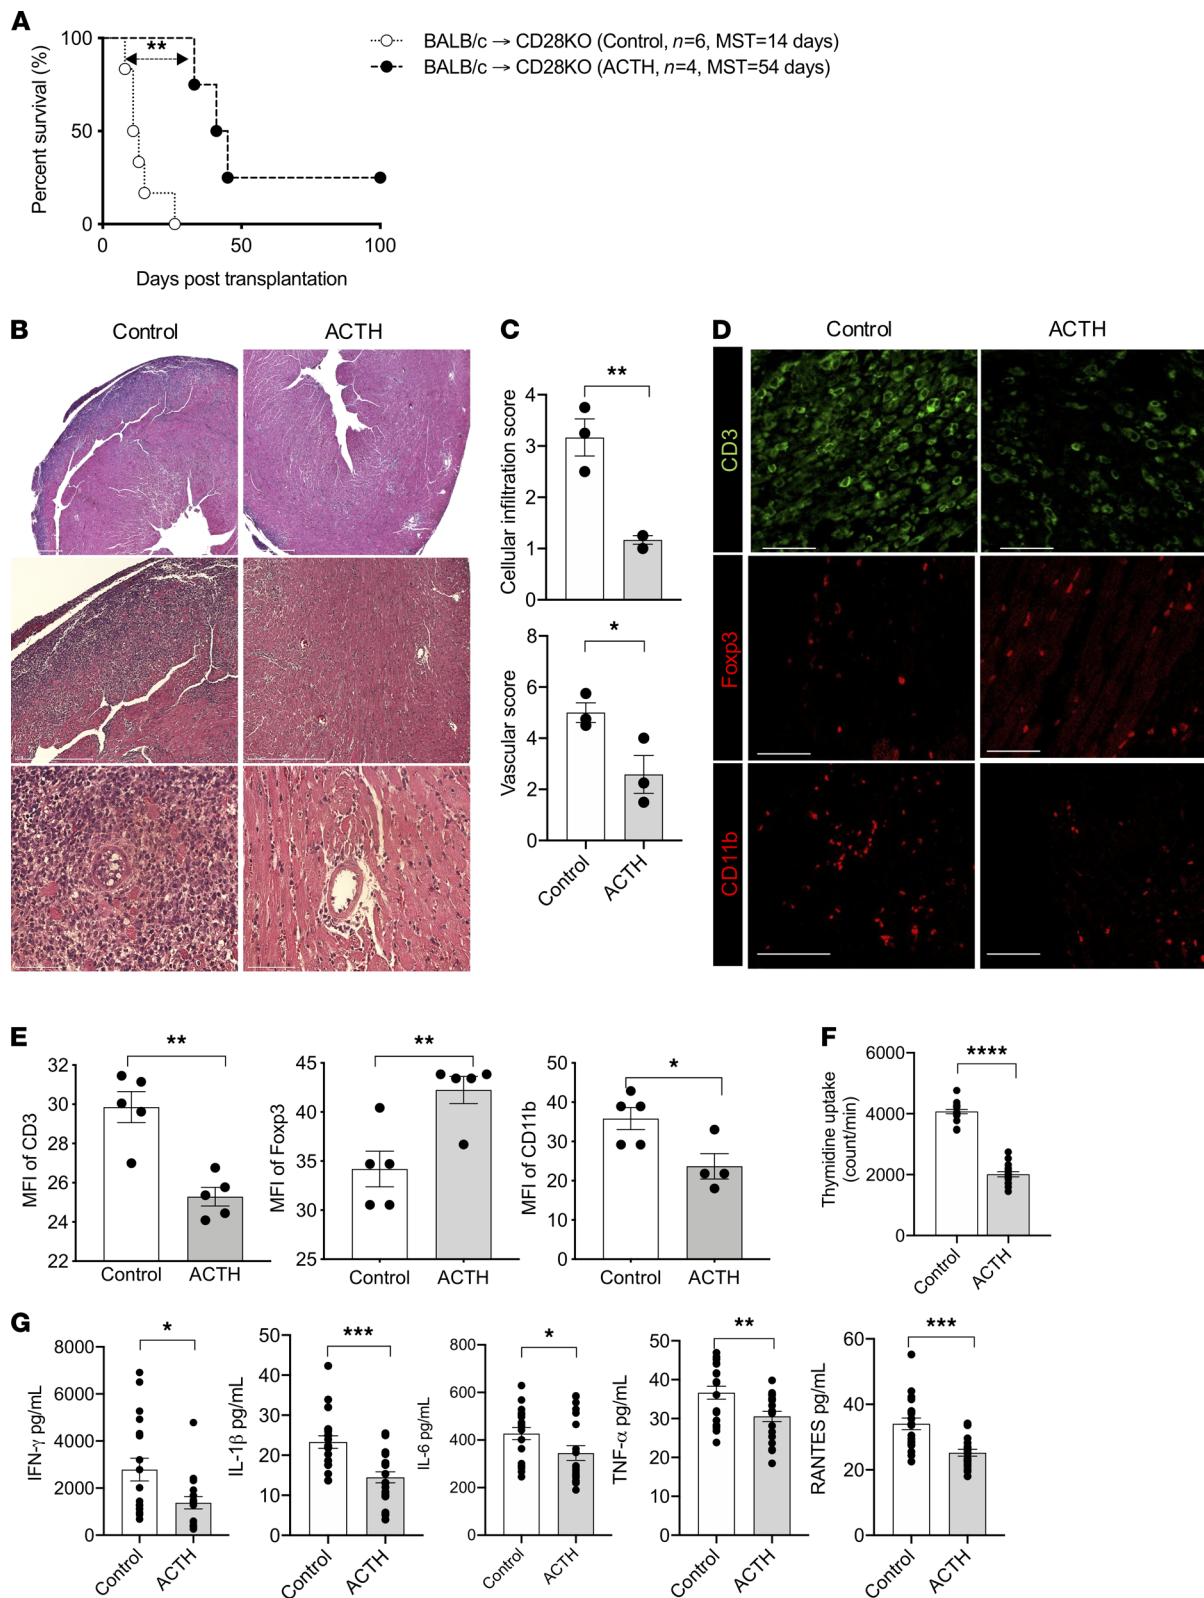 A
100
50
0
Percent survival (%)
0 50 100
Days post transplantation
**
BALB/c → CD28KO (Control, n=6, MST=14 days)
BALB/c → CD28KO (ACTH, n=4, MST=54 days)
B
Control ACTH
C
Cellular infiltration score
4
3
2
1
0
**
Vascular score
8
6
4
2
0
*
Control ACTH
D
Control ACTH
CD3
Foxp3
CD11b
E
MFI of CD3
32
30
28
26
24
22
**
Control ACTH
MFI of Foxp3
45
40
35
30
25
**
Control ACTH
MFI of CD11b
50
40
30
20
10
0
*
Control ACTH
F
Thymidine uptake
(count/min)
6000
4000
2000
0
****
Control ACTH
G
IFN-γ pg/mL
8000
6000
4000
2000
0
*
Control ACTH
IL-1β pg/mL
50
40
30
20
10
0
***
Control ACTH
IL-6 pg/mL
800
600
400
200
0
*
Control ACTH
TNF-α pg/mL
50
40
30
20
10
0
**
Control ACTH
RANTES pg/mL
60
40
20
0
***
Control ACTH